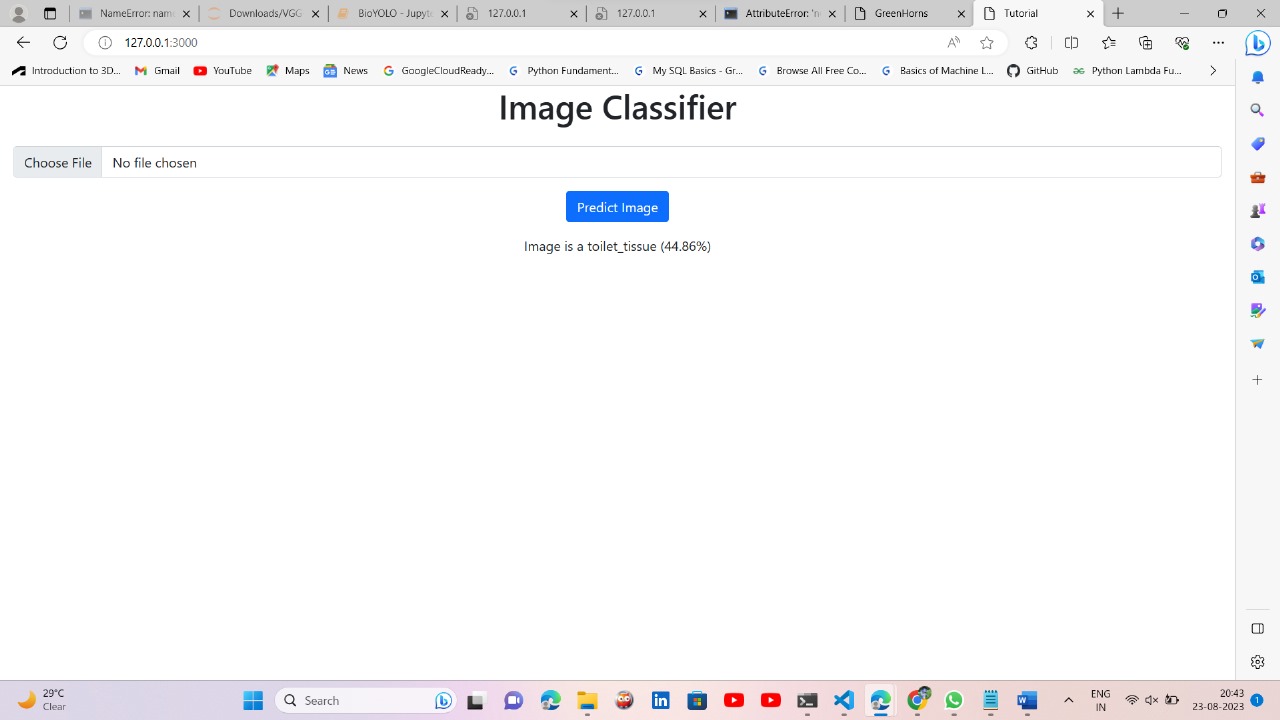 NameError: name
Downloads/VGG
BioYOLO - Jupyte
127.0.0.1
127.0.0.1
AttributeError: 'm
GreenHorns
Tutorial
127.0.0.1:3000
Introduction to 3D...
Gmail
YouTube
Maps
News
GoogleCloudReady...
Python Fundament...
My SQL Basics - Gr...
Browse All Free Co...
Basics of Machine L...
GitHub
Python Lambda Fu...
Image Classifier
Choose File No file chosen
Predict Image
Image is a toilet_tissue (44.86%)
29°C
Clear
Search
ENG
IN
20:43
23-08-2023
1